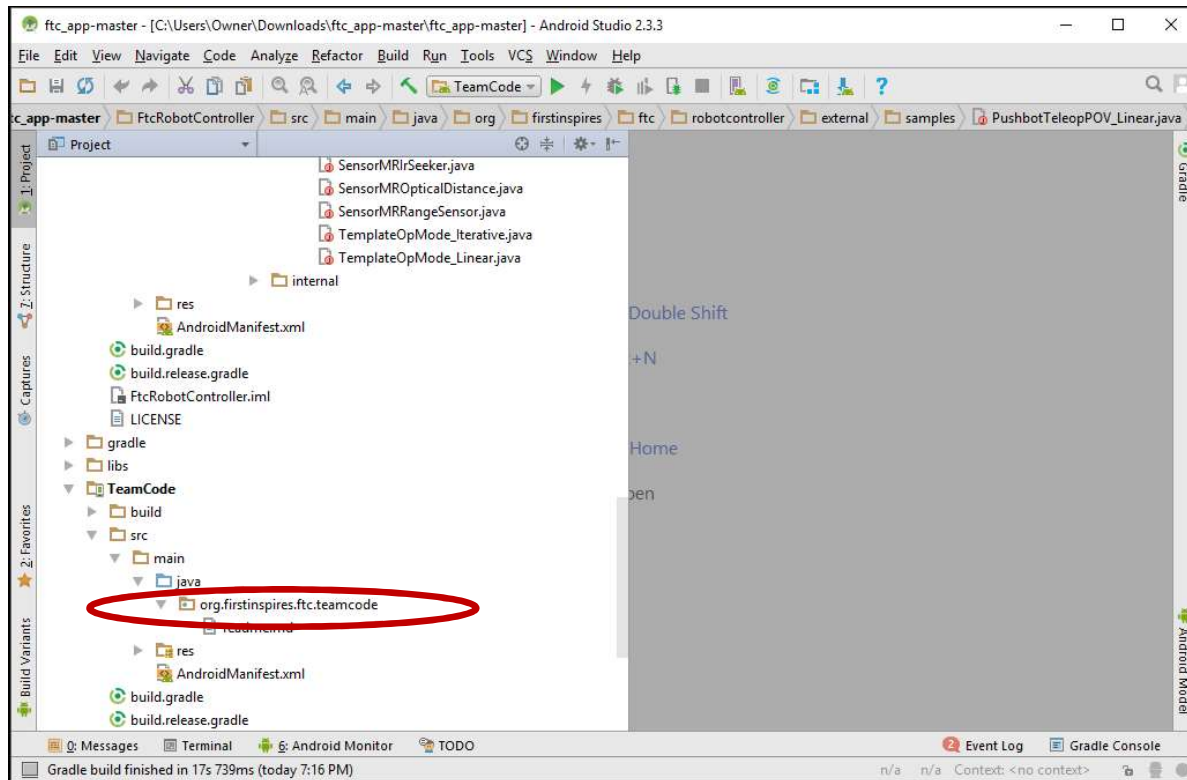 ftc_app-master - [C:\Users\Owner\Downloads\ftc_app-master\ftc_app-master] - Android Studio 2.3.3
File Edit View Navigate Code Analyze Refactor Build Run Tools VCS Window Help
TeamCode
tc_app-master FtcRobotController src main java org firstinspires ftc robotcontroller external samples PushbotTeleopPOV_Linear.java
Project
1: Project
Z: Structure
Captures
2: Favorites
Build Variants
SensorMRIrSeeker.java
SensorMROpticalDistance.java
SensorMRRangeSensor.java
TemplateOpMode_Iterative.java
TemplateOpMode_Linear.java
internal
res
AndroidManifest.xml
build.gradle
build.release.gradle
FtcRobotController.iml
LICENSE
gradle
libs
TeamCode
build
src
main
java
org.firstinspires.ftc.teamcode
readme.md
res
AndroidManifest.xml
build.gradle
build.release.gradle
Double Shift
+N
Home
pen
Gradle
Android Model
0: Messages Terminal 6: Android Monitor TODO 2 Event Log Gradle Console
Gradle build finished in 17s 739ms (today 7:16 PM) n/a n/a Context: <no context>